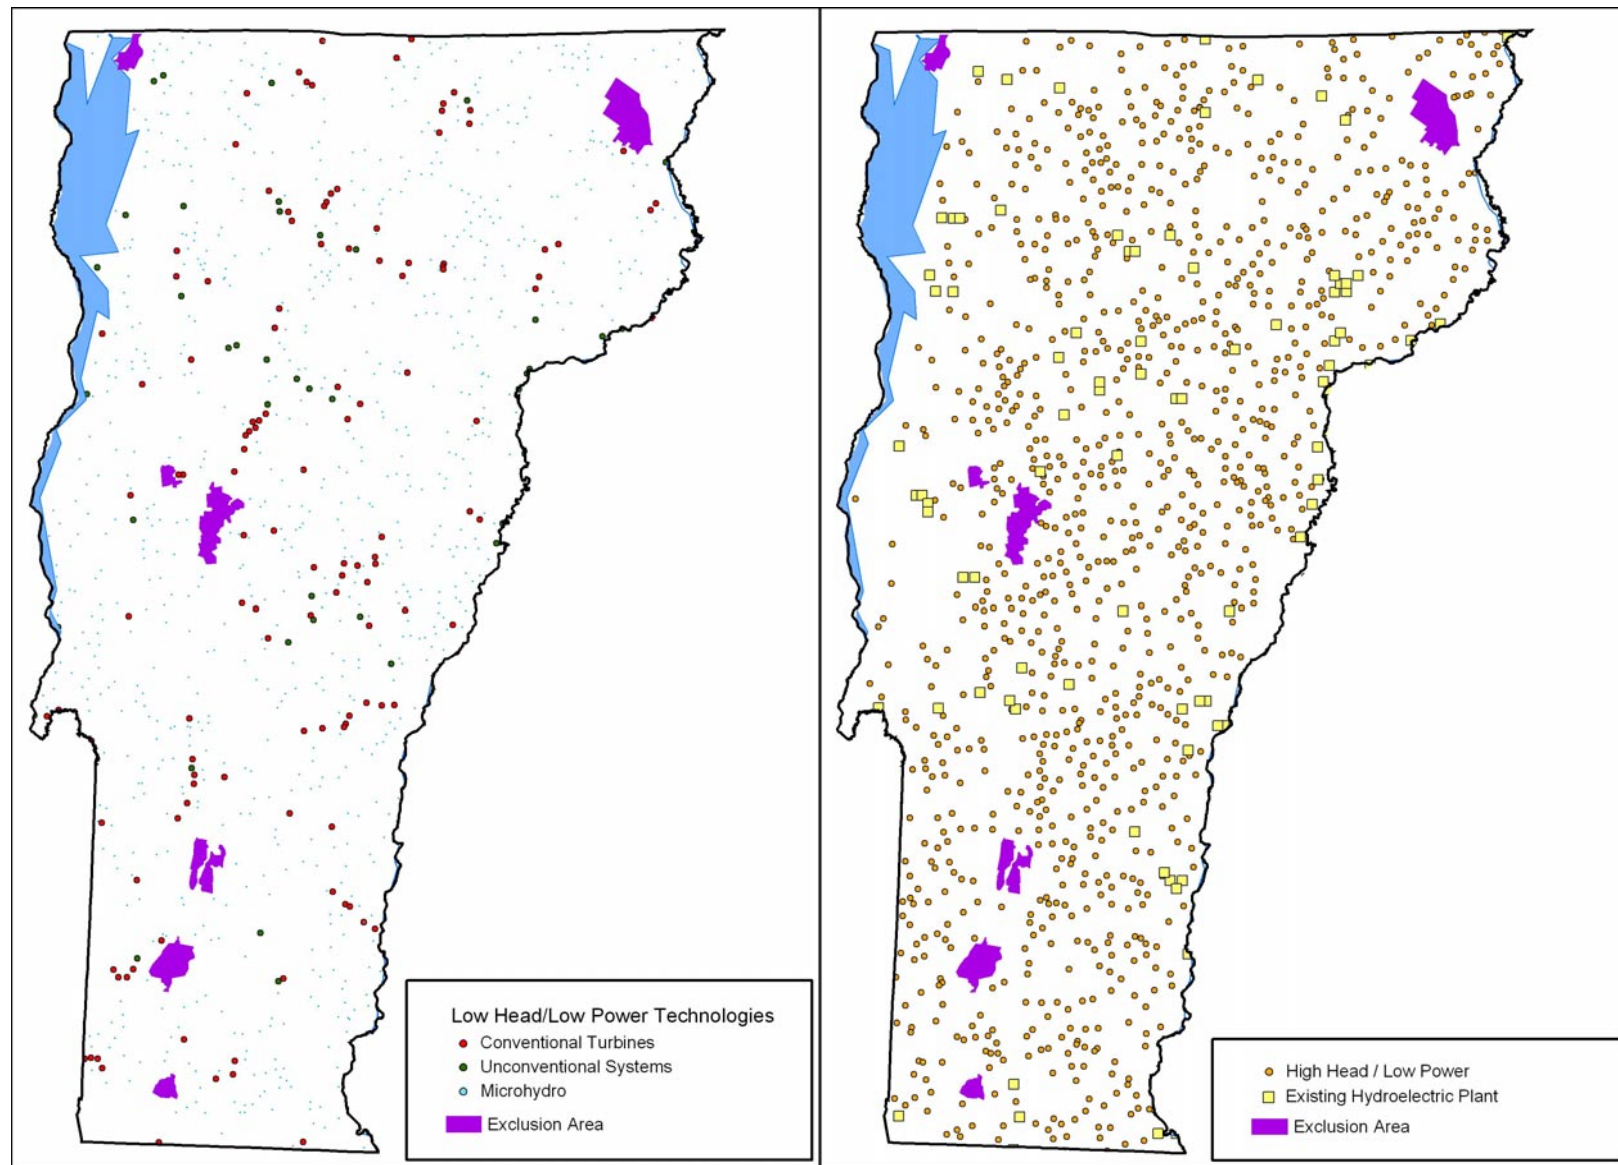 Low Head/Low Power Technologies
Conventional Turbines
Unconventional Systems
Microhydro
Exclusion Area
High Head / Low Power
Existing Hydroelectric Plant
Exclusion Area